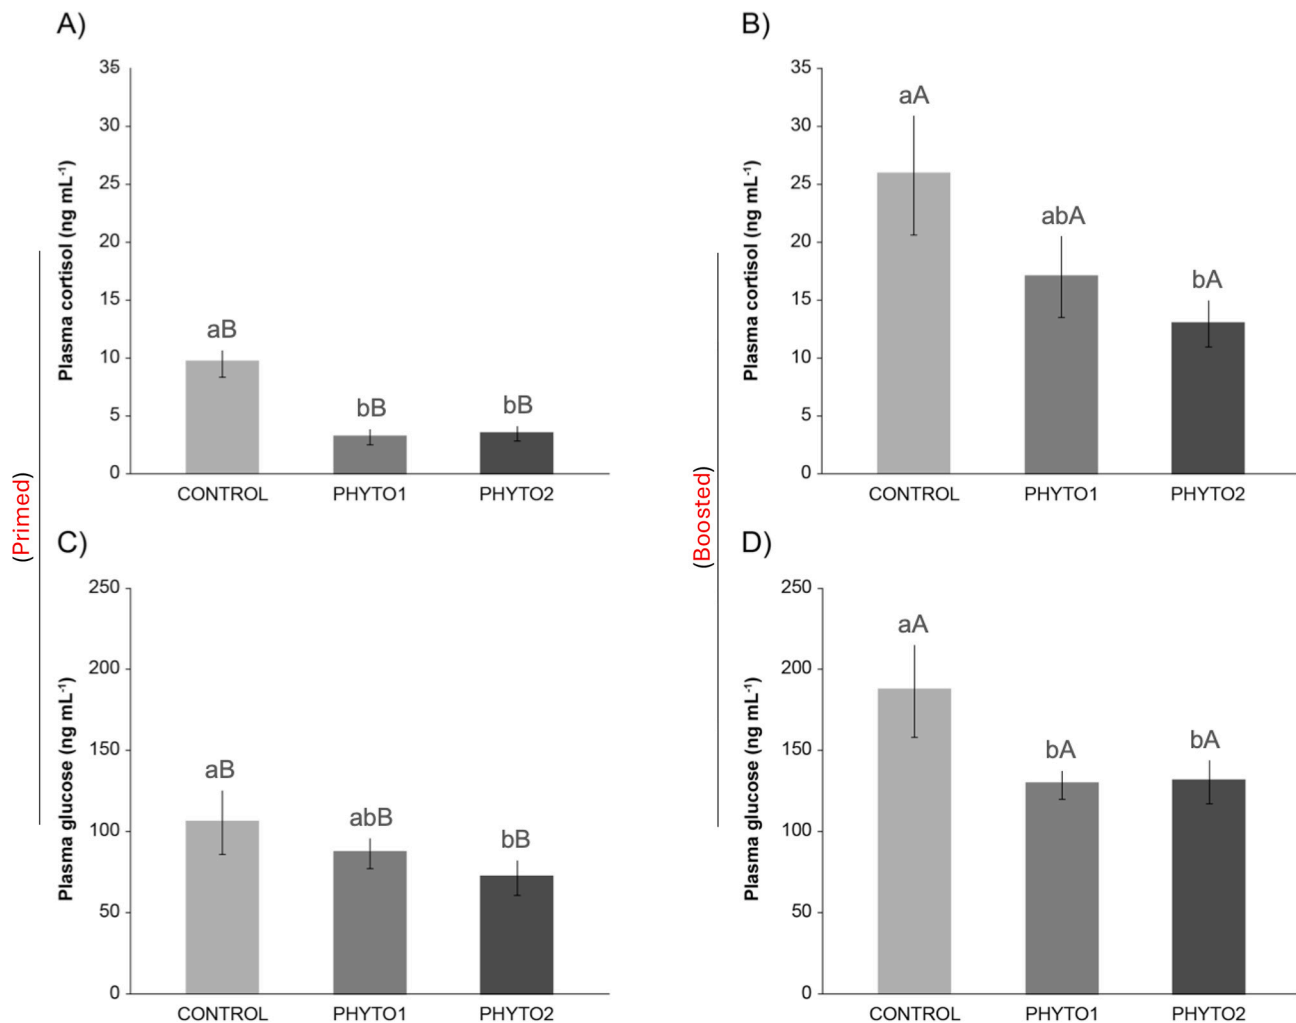 A)
35
30
25
20
15
10
5
0
Plasma cortisol (ng mL⁻¹)
aB
bB
bB
CONTROL
PHYTO1
PHYTO2
B)
35
30
25
20
15
10
5
0
Plasma cortisol (ng mL⁻¹)
aA
abA
bA
CONTROL
PHYTO1
PHYTO2
(Primed)
(Boosted)
C)
250
200
150
100
50
0
Plasma glucose (ng mL⁻¹)
aB
abB
bB
CONTROL
PHYTO1
PHYTO2
D)
250
200
150
100
50
0
Plasma glucose (ng mL⁻¹)
aA
bA
bA
CONTROL
PHYTO1
PHYTO2